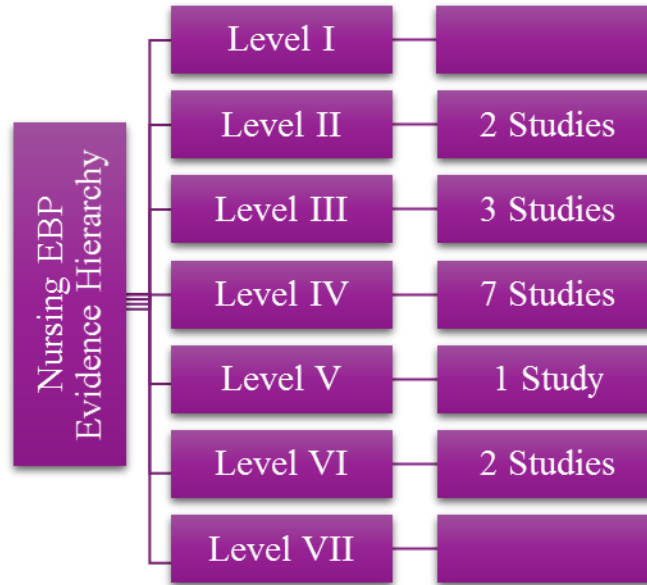 Nursing EBP
Evidence Hierarchy
Level I
Level II
2 Studies
Level III
3 Studies
Level IV
7 Studies
Level V
1 Study
Level VI
2 Studies
Level VII